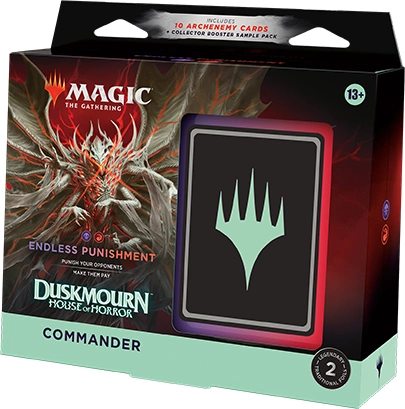 INCLUDES
10 ARCHENEMY CARDS
+ COLLECTOR BOOSTER SAMPLE PACK
MAGIC
THE GATHERING
13+
ENDLESS PUNISHMENT
PUNISH YOUR OPPONENTS
MAKE THEM PAY
DUSKMOURN
HOUSE OF HORROR
COMMANDER
LEGENDARY
2
TRADITIONAL FOILS